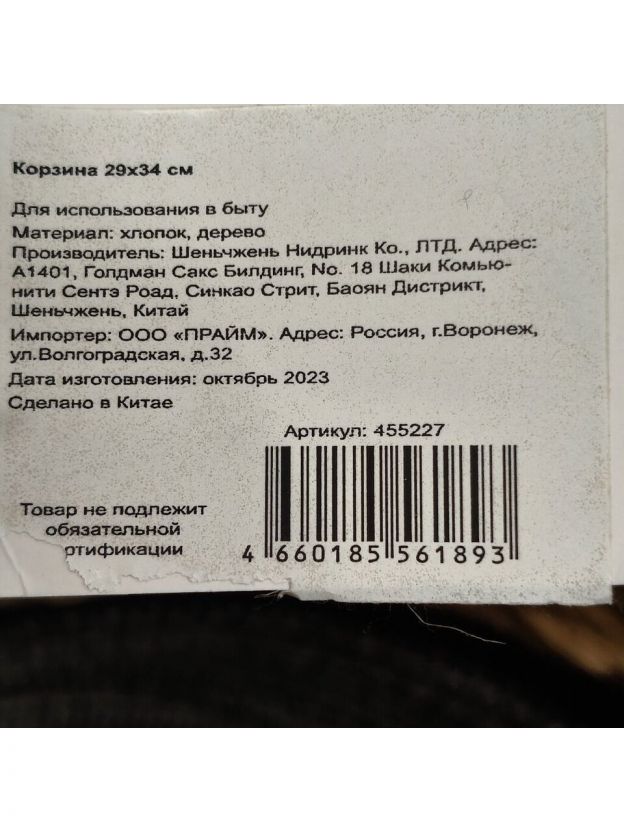 Корзина 29х34 см
Для использования в быту
Материал: хлопок, дерево
Производитель: Шеньчжень Нидринк Ко., ЛТД. Адрес:
А1401, Голдман Сакс Билдинг, No. 18 Шаки Комью-
нити Сентэ Роад, Синкао Стрит, Баоян Дистрикт,
Шеньчжень, Китай
Импортер: ООО «ПРАЙМ». Адрес: Россия, г.Воронеж,
ул.Волгоградская, д.32
Дата изготовления: октябрь 2023
Сделано в Китае
Артикул: 455227
Товар не подлежит
обязательной
ртификации
4 660185 561893